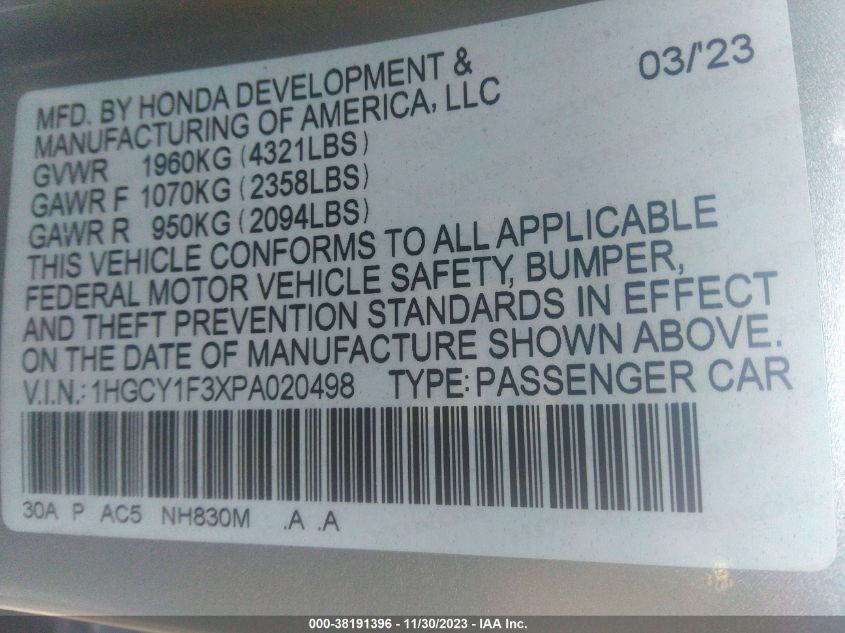 03/'23
MFD. BY HONDA DEVELOPMENT &
MANUFACTURING OF AMERICA, LLC
GVWR 1960KG (4321LBS)
GAWR F 1070KG (2358LBS)
GAWR R 950KG (2094LBS)
THIS VEHICLE CONFORMS TO ALL APPLICABLE
FEDERAL MOTOR VEHICLE SAFETY, BUMPER,
AND THEFT PREVENTION STANDARDS IN EFFECT
ON THE DATE OF MANUFACTURE SHOWN ABOVE.
V.I.N.: 1HGCY1F3XPA020498 TYPE: PASSENGER CAR
30A P AC5 NH830M .A .A
000-38191396 - 11/30/2023 - IAA Inc.